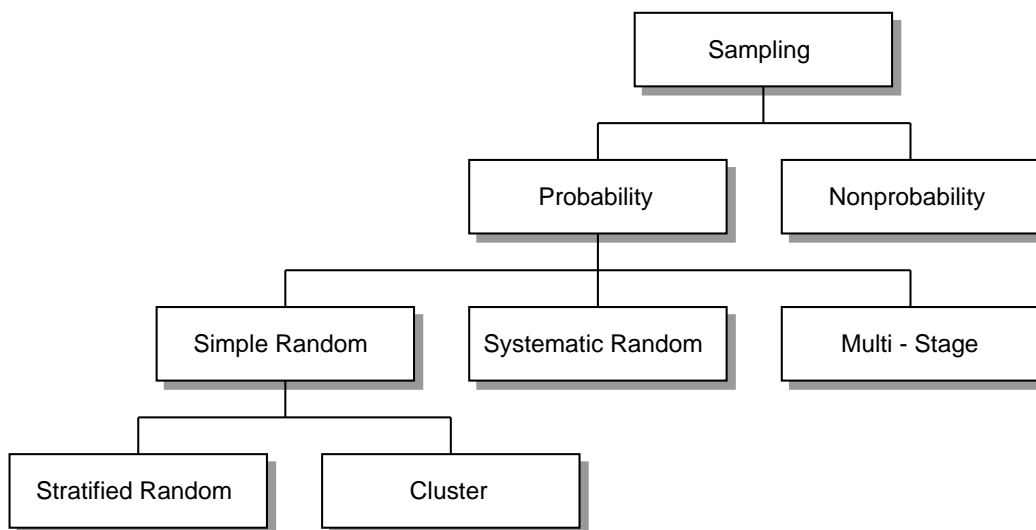 Sampling
Probability
Nonprobability
Simple Random
Systematic Random
Multi - Stage
Stratified Random
Cluster